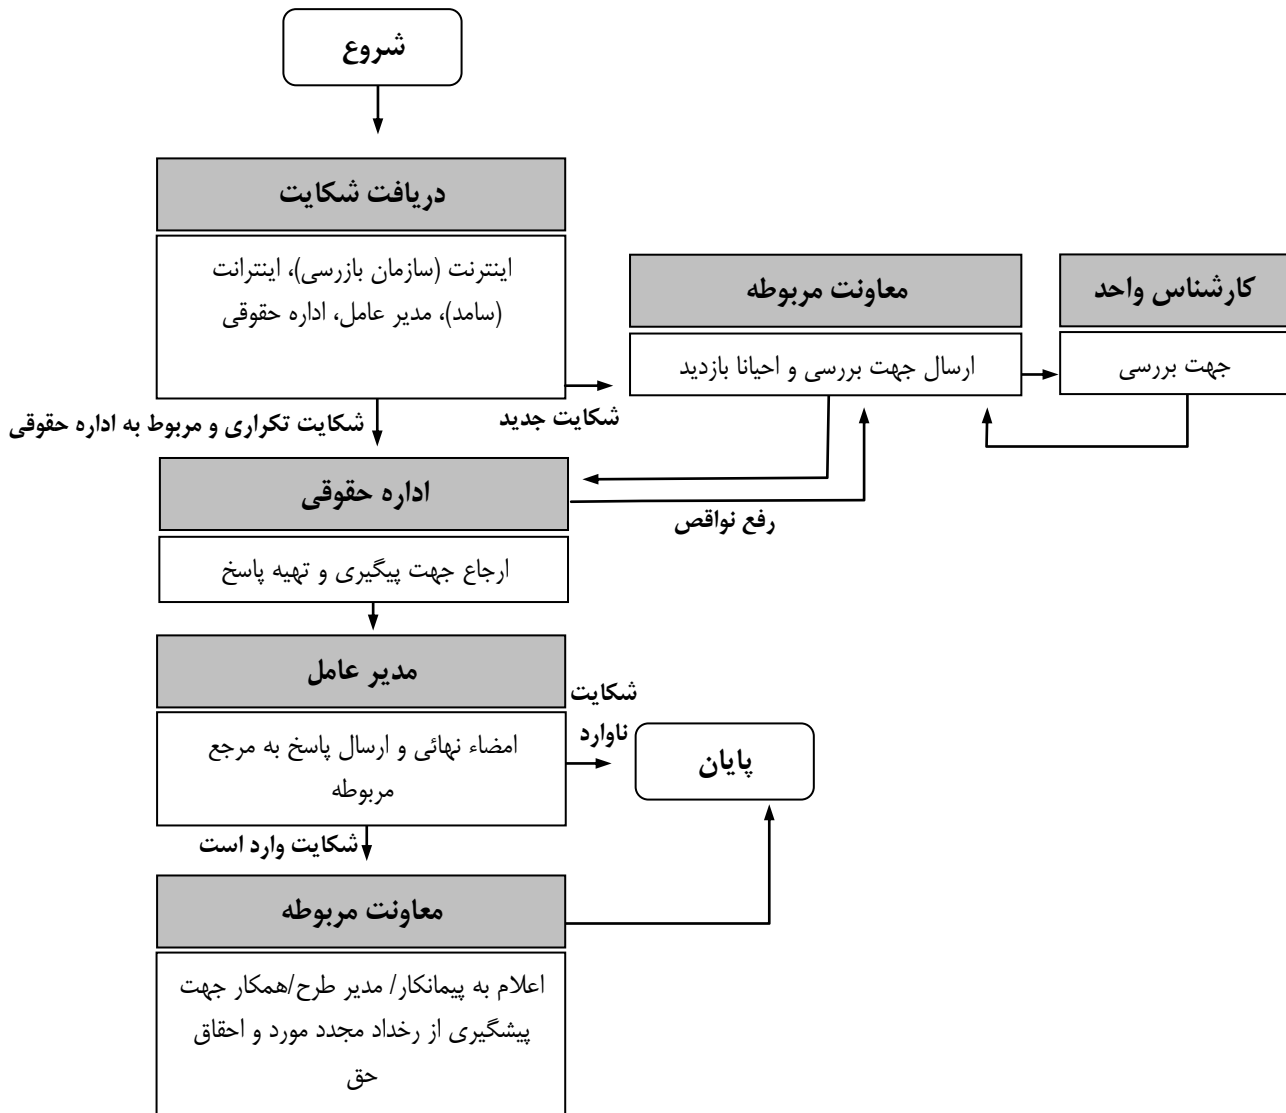 شروع
دریافت شکایت
اینترنت (سازمان بازرسی)، اینترانت
(سامد)، مدیر عامل، اداره حقوقی
معاونت مربوطه
ارسال جهت بررسی و احیانا بازدید
کارشناس واحد
جهت بررسی
شکایت جدید
شکایت تکراری و مربوط به اداره حقوقی
اداره حقوقی
ارجاع جهت پیگیری و تهیه پاسخ
رفع نواقص
مدیر عامل
امضاء نهائی و ارسال پاسخ به مرجع
مربوطه
شکایت
ناوارد
پایان
شکایت وارد است
معاونت مربوطه
اعلام به پیمانکار/ مدیر طرح/همکار جهت
پیشگیری از رخداد مجدد مورد و احقاق
حق